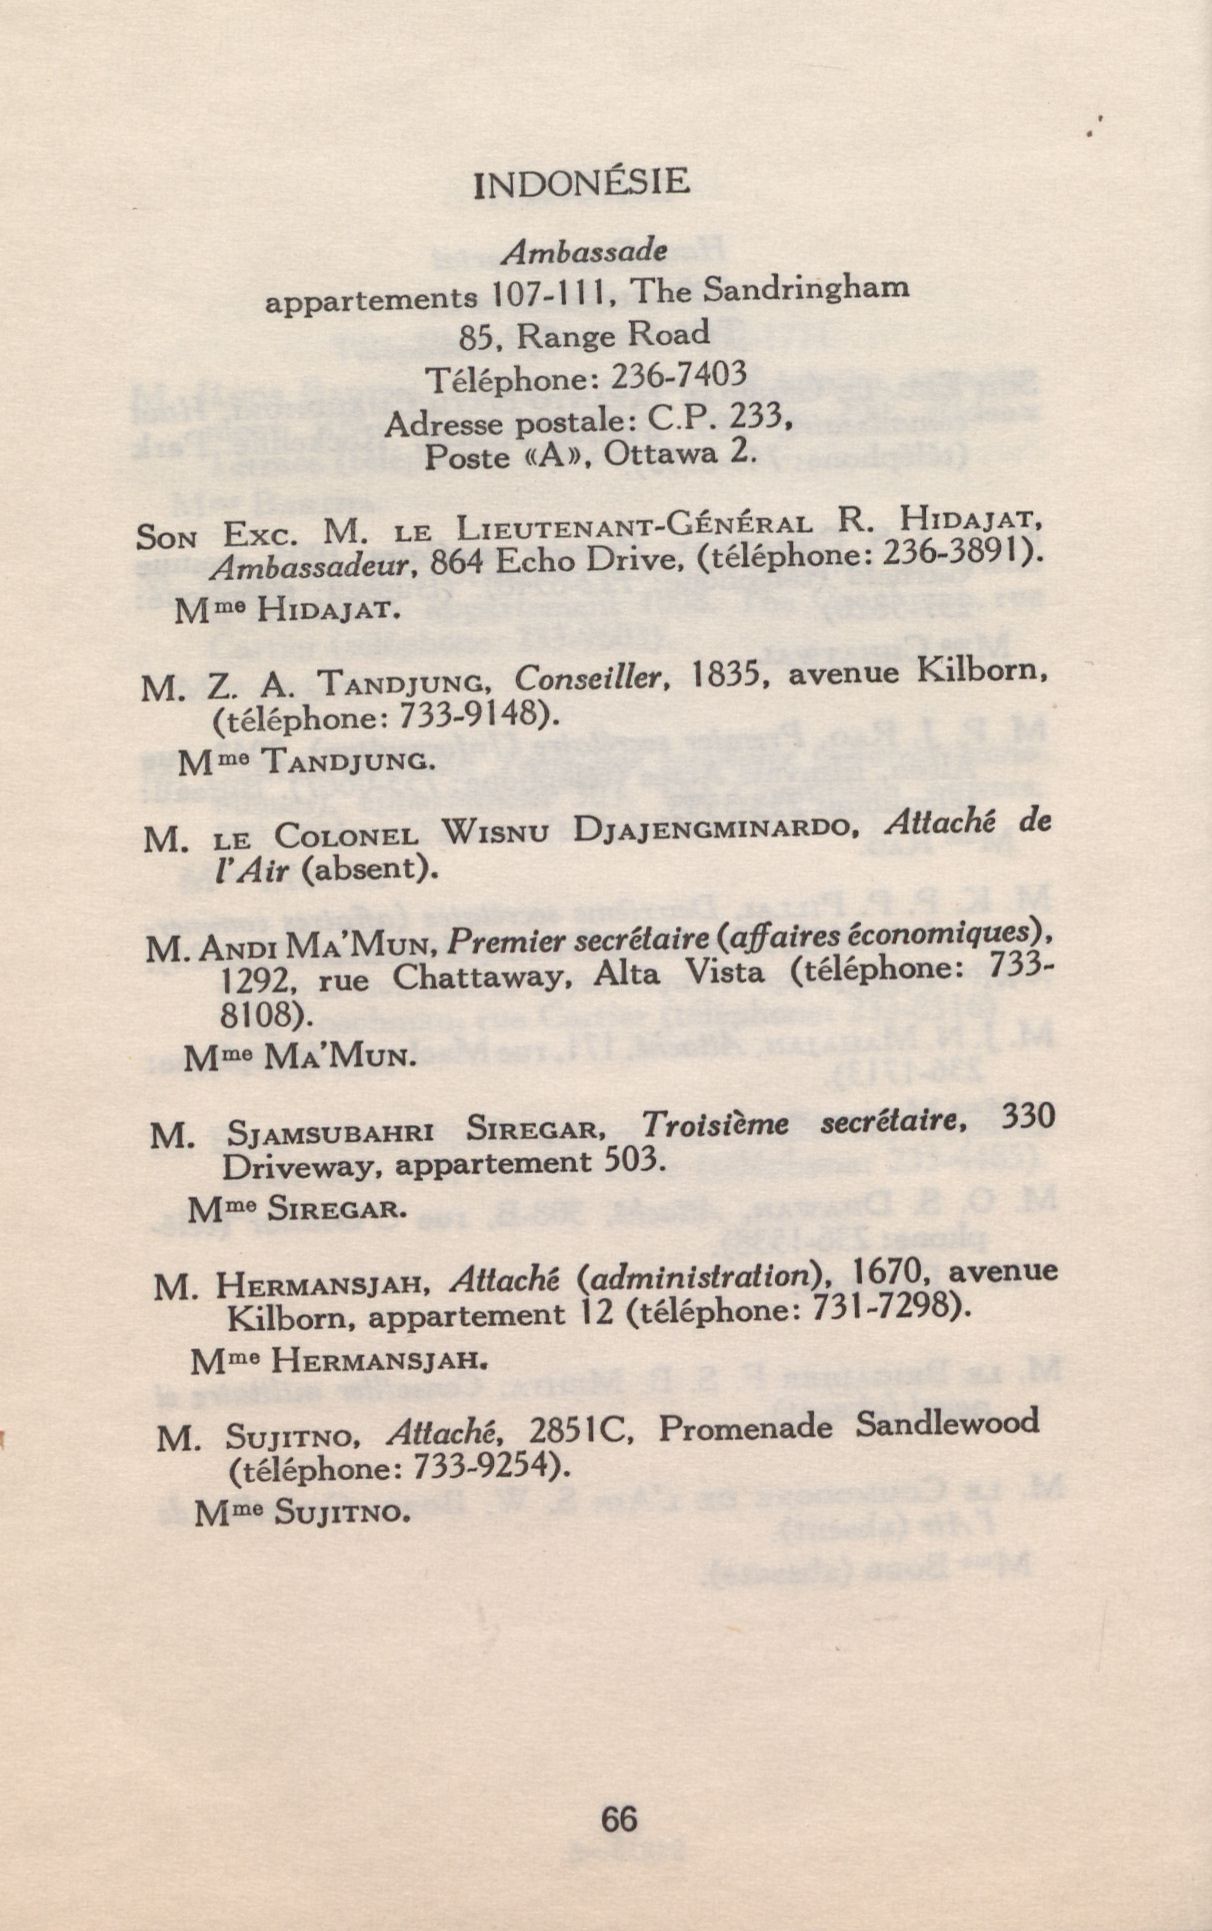 INDONÉSIE
Ambassade
appartements 107-111, The Sandringham
85, Range Road
Téléphone: 236-7403
Adresse postale: C.P. 233,
Poste «A», Ottawa 2.
SON EXC. M. LE LIEUTENANT-GÉNÉRAL R. HIDAJAT,
Ambassadeur, 864 Echo Drive, (téléphone: 236-3891).
Mme HIDAJAT.
M. Z. A. TANDJUNG, Conseiller, 1835, avenue Kilborn,
(téléphone: 733-9148).
Mme TANDJUNG.
M. LE COLONEL WISNU DJAJENGMINARDO, Attaché de
l'Air (absent).
M. ANDI MA'MUN, Premier secrétaire (affaires économiques),
1292, rue Chattaway, Alta Vista (téléphone: 733-
8108).
Mme MA'MUN.
M. SJAMSUBAHRI SIREGAR, Troisième secrétaire, 330
Driveway, appartement 503.
Mme SIREGAR.
M. HERMANSJAH, Attaché (administration), 1670, avenue
Kilborn, appartement 12 (téléphone: 731-7298).
Mme HERMANSJAH.
M. SUJITNO, Attaché, 2851C, Promenade Sandlewood
(téléphone: 733-9254).
Mme SUJITNO.
66